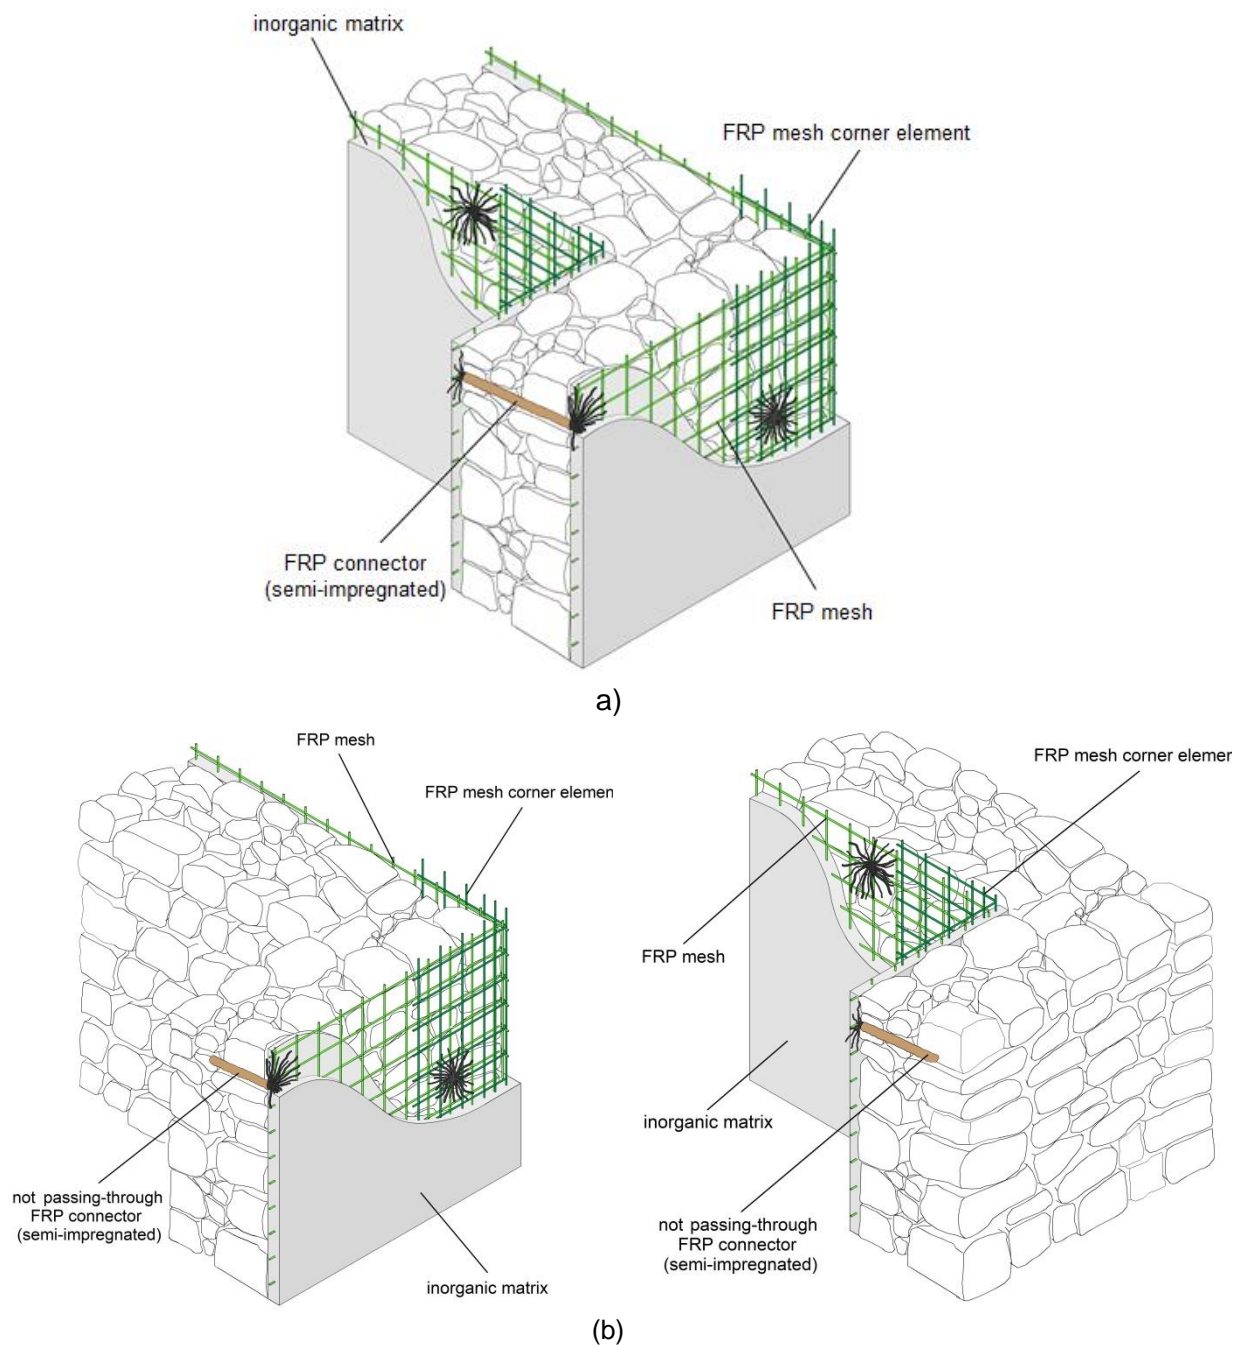 inorganic matrix
FRP mesh corner element
FRP connector
(semi-impregnated)
FRP mesh
a)
FRP mesh
FRP mesh corner elemen
not passing-through
FRP connector
(semi-impregnated)
inorganic matrix
FRP mesh corner elemer
FRP mesh
inorganic matrix
not passing-through
FRP connector
(semi-impregnated)
(b)